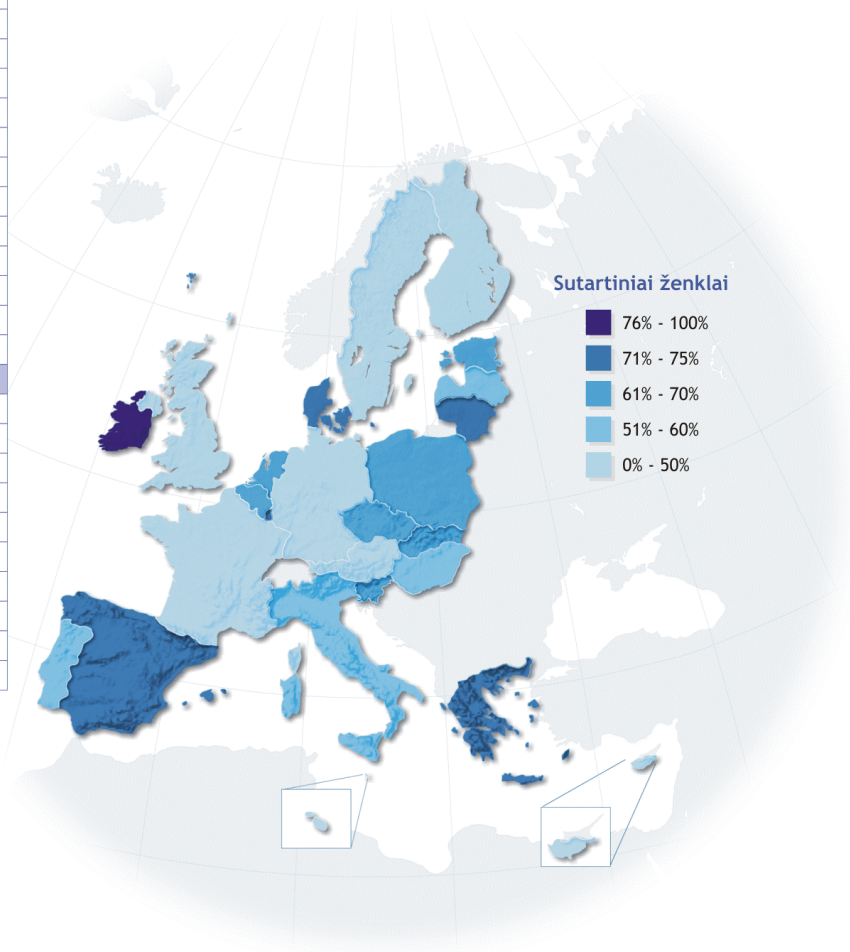 Sutartiniai ženklai
76% - 100%
71% - 75%
61% - 70%
51% - 60%
0% - 50%